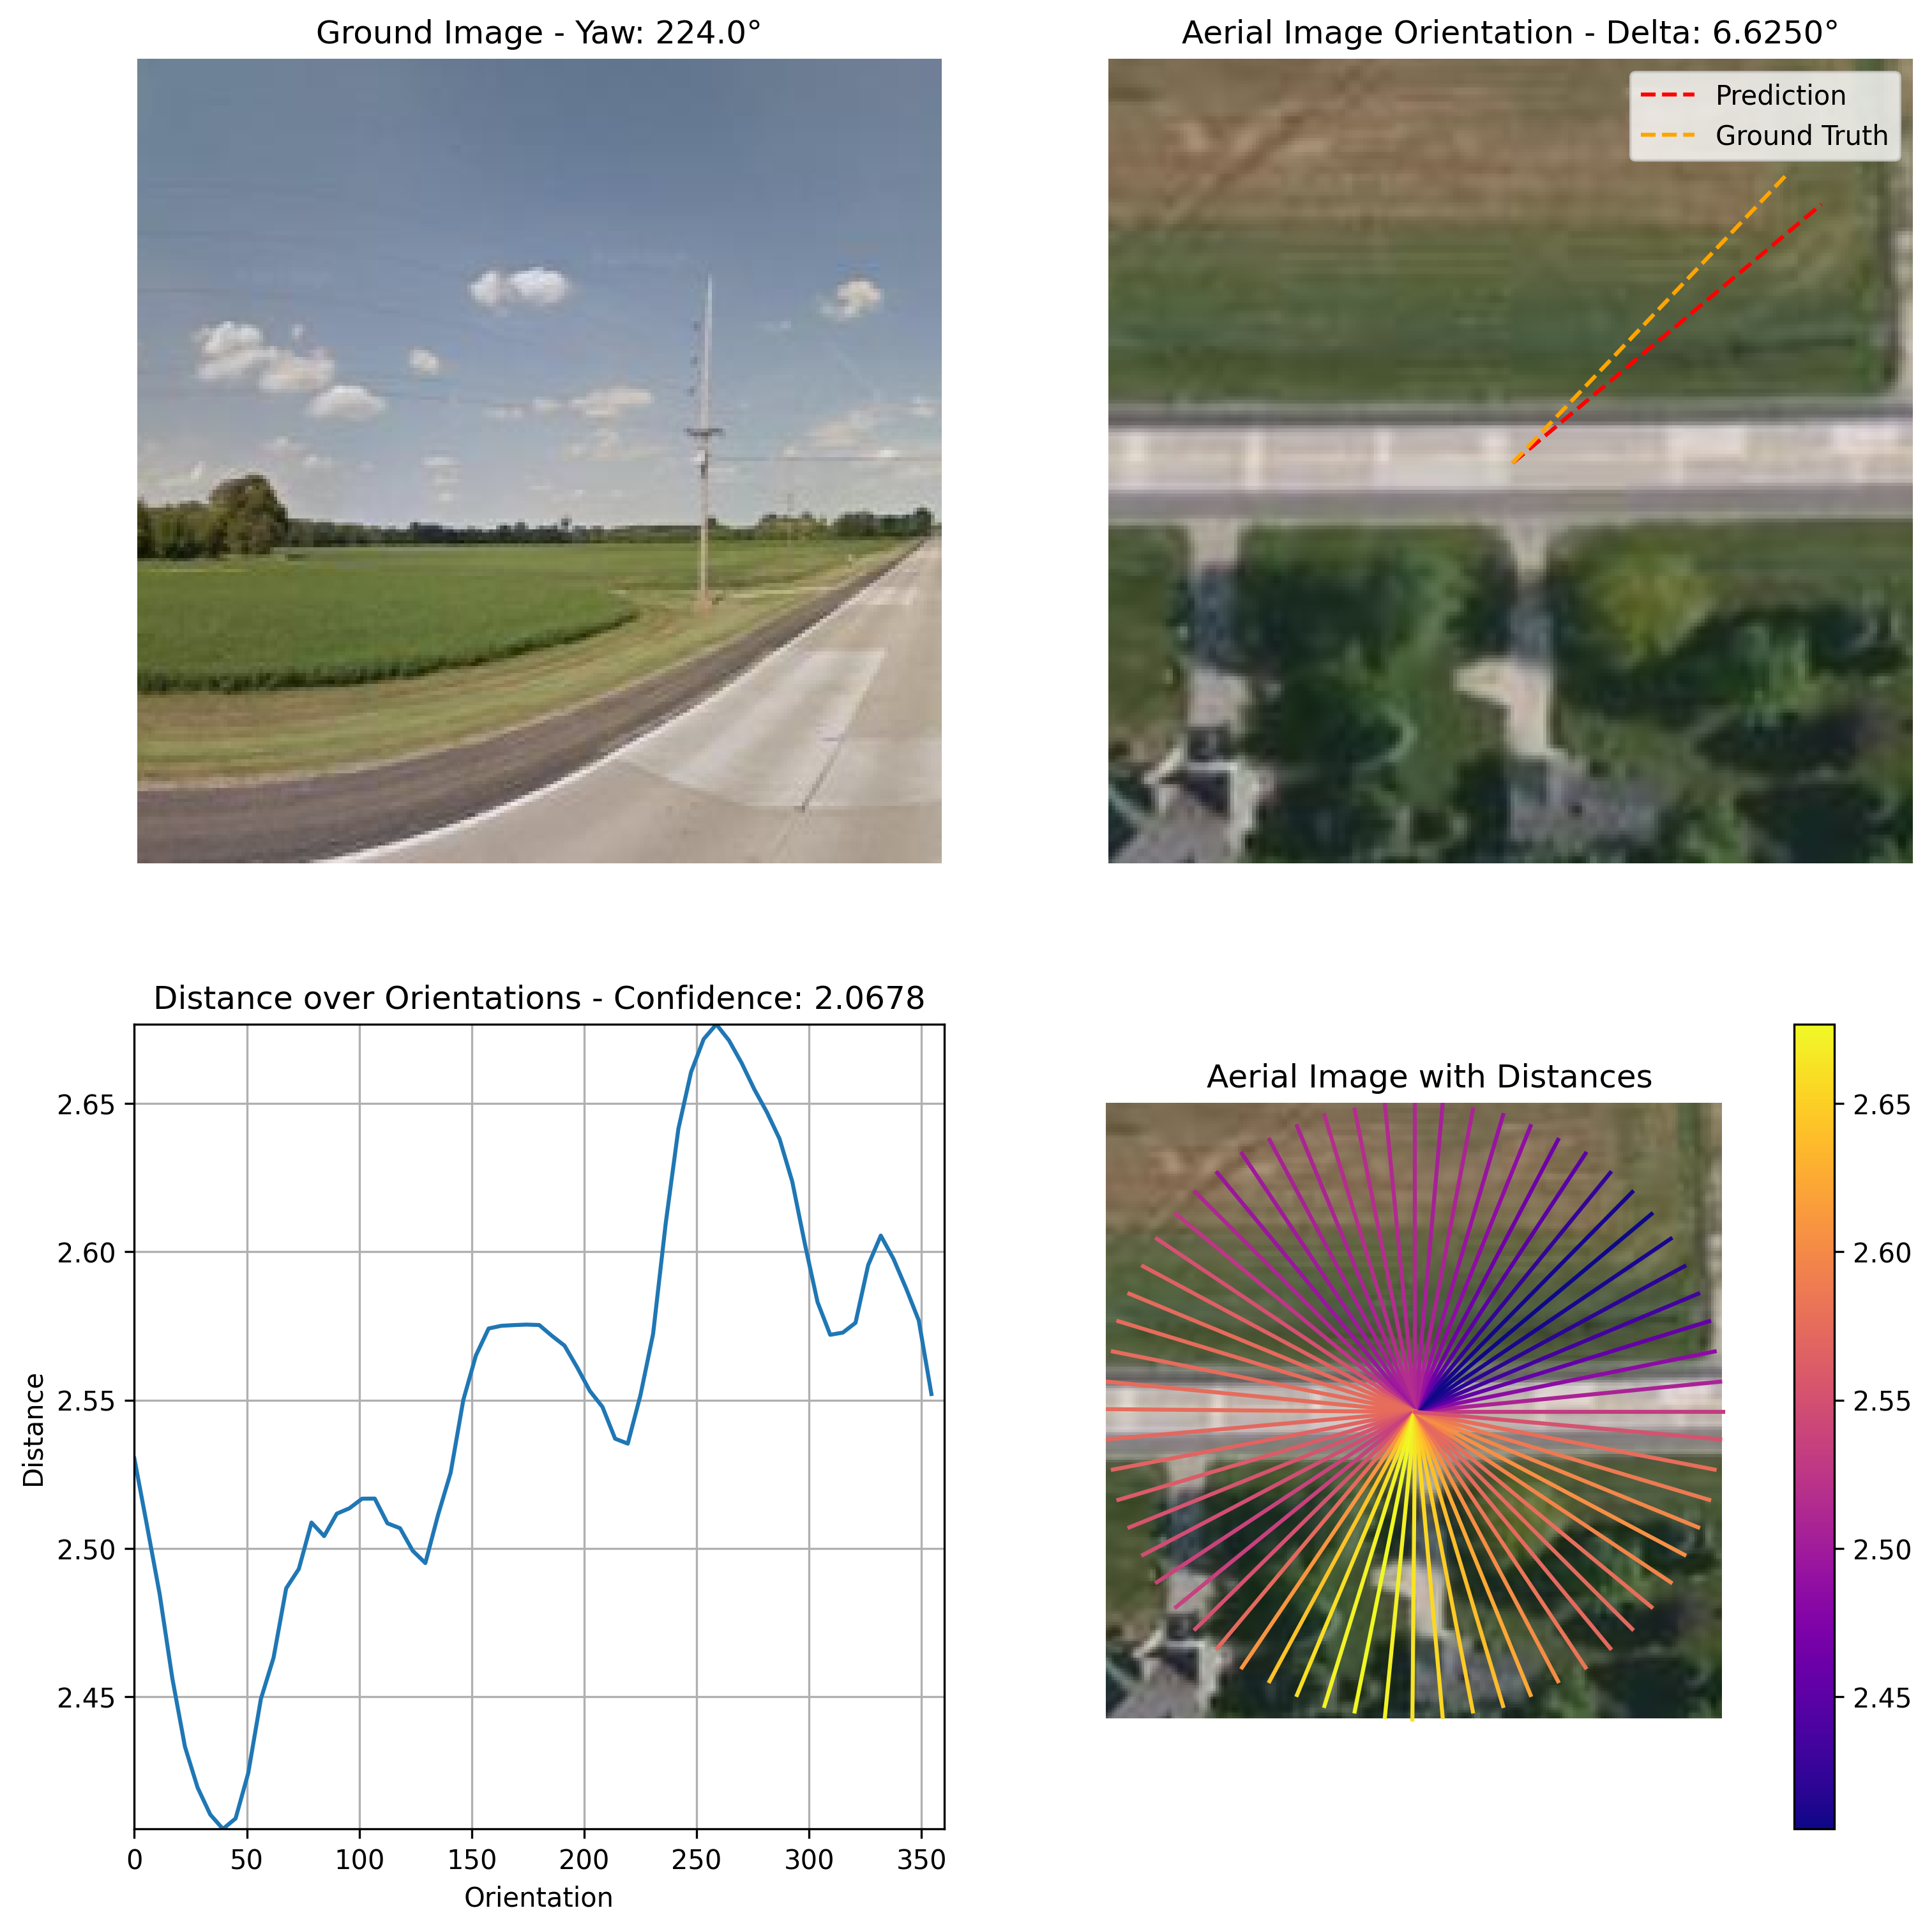 Ground Image - Yaw: 224.0°
Aerial Image Orientation - Delta: 6.6250°
Prediction
Ground Truth
Distance over Orientations - Confidence: 2.0678
2.65
2.60
2.55
2.50
2.45
Distance
0 50 100 150 200 250 300 350
Orientation
Aerial Image with Distances
2.65
2.60
2.55
2.50
2.45